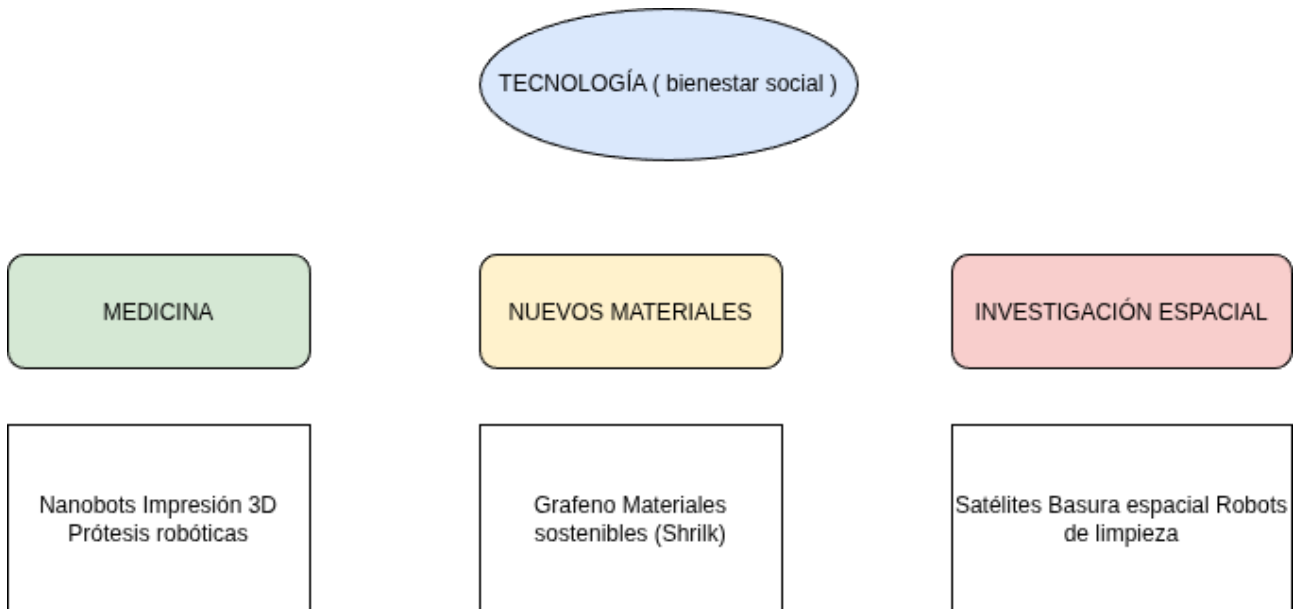 TECNOLOGÍA ( bienestar social )
MEDICINA
NUEVOS MATERIALES
INVESTIGACIÓN ESPACIAL
Nanobots Impresión 3D
Prótesis robóticas
Grafeno Materiales
sostenibles (Shrilk)
Satélites Basura espacial Robots
de limpieza